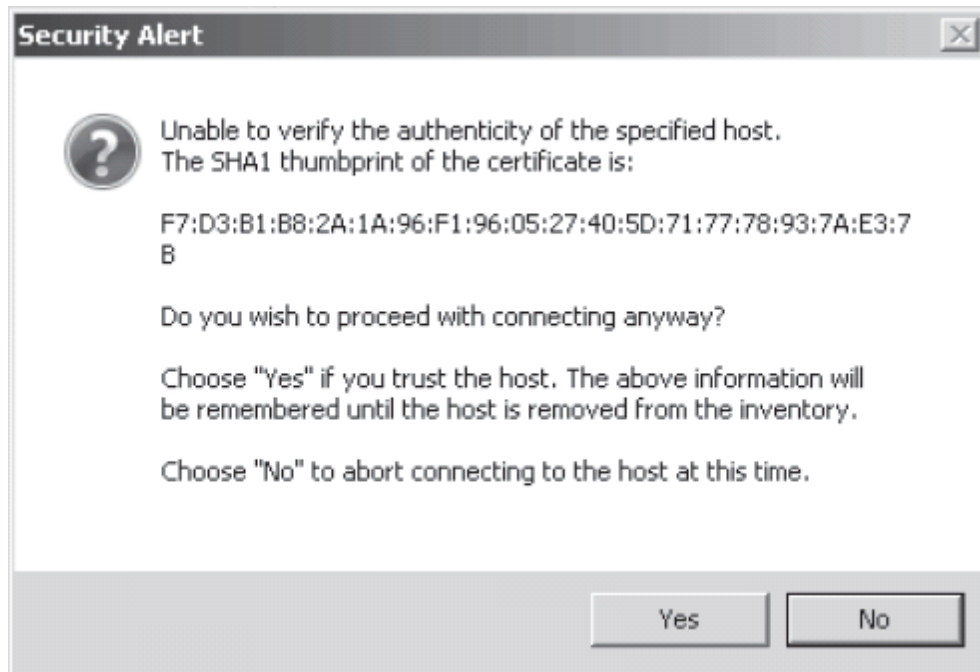 Security Alert
?
Unable to verify the authenticity of the specified host.
The SHA1 thumbprint of the certificate is:
F7:D3:B1:B8:2A:1A:96:F1:96:05:27:40:5D:71:77:78:93:7A:E3:7
B
Do you wish to proceed with connecting anyway?
Choose "Yes" if you trust the host. The above information will
be remembered until the host is removed from the inventory.
Choose "No" to abort connecting to the host at this time.
Yes
No